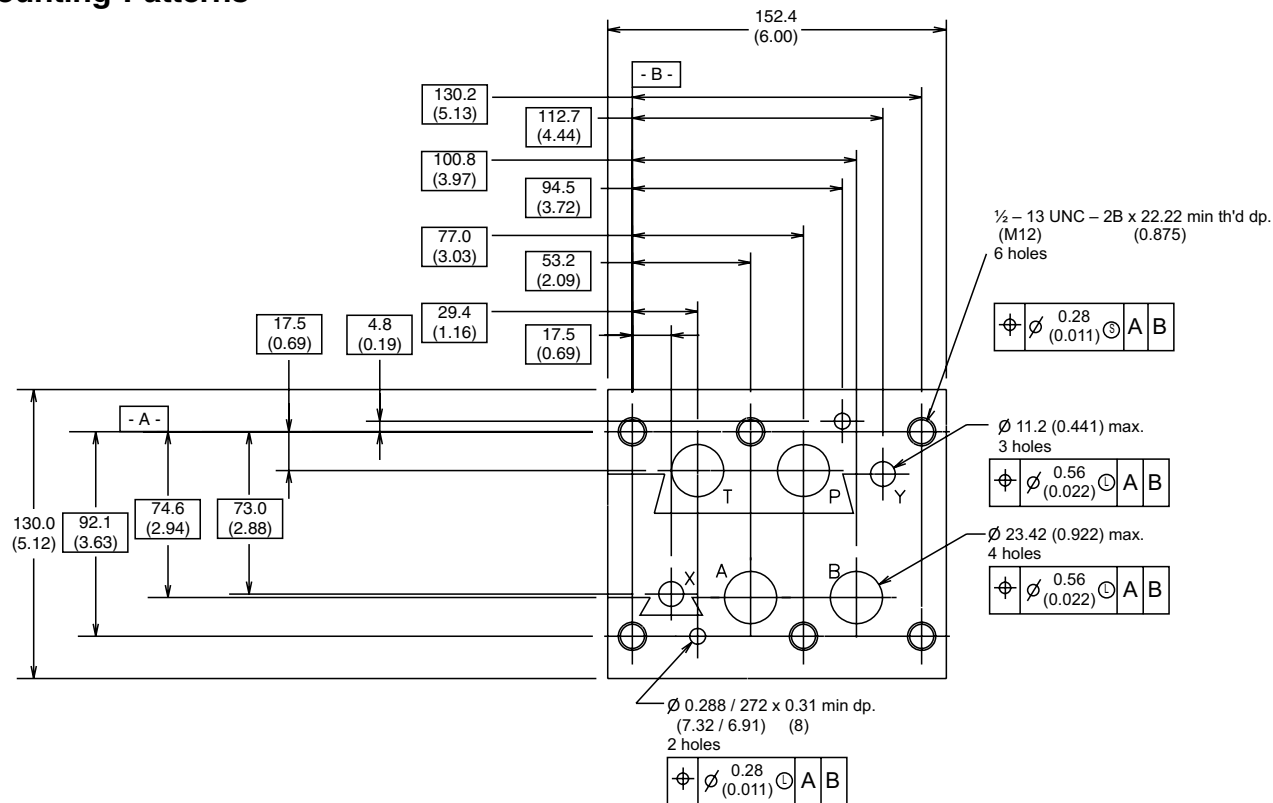 ounting Patterns
152.4
(6.00)
- B -
130.2
(5.13)
112.7
(4.44)
100.8
(3.97)
94.5
(3.72)
77.0
(3.03)
53.2
(2.09)
29.4
(1.16)
17.5
(0.69)
4.8
(0.19)
17.5
(0.69)
½ – 13 UNC – 2B x 22.22 min th'd dp.
(M12) (0.875)
6 holes
⌖ Ø 0.28 (0.011) Ⓢ A B
- A -
Ø 11.2 (0.441) max.
3 holes
⌖ Ø 0.56 (0.022) Ⓛ A B
T
P
Y
130.0
(5.12)
92.1
(3.63)
74.6
(2.94)
73.0
(2.88)
Ø 23.42 (0.922) max.
4 holes
⌖ Ø 0.56 (0.022) Ⓛ A B
X
A
B
Ø 0.288 / 272 x 0.31 min dp.
(7.32 / 6.91) (8)
2 holes
⌖ Ø 0.28 (0.011) Ⓛ A B